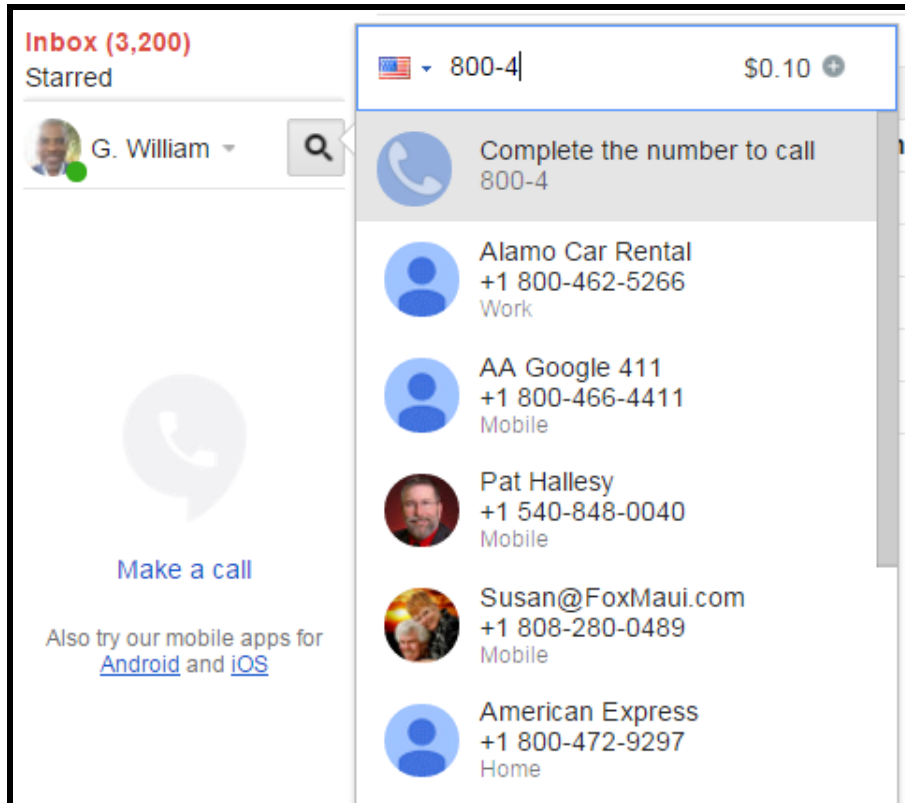 Inbox (3,200)
Starred
G. William
Make a call
Also try our mobile apps for
Android and iOS
800-4 $0.10
Complete the number to call
800-4
Alamo Car Rental
+1 800-462-5266
Work
AA Google 411
+1 800-466-4411
Mobile
Pat Hallesy
+1 540-848-0040
Mobile
Susan@FoxMaui.com
+1 808-280-0489
Mobile
American Express
+1 800-472-9297
Home